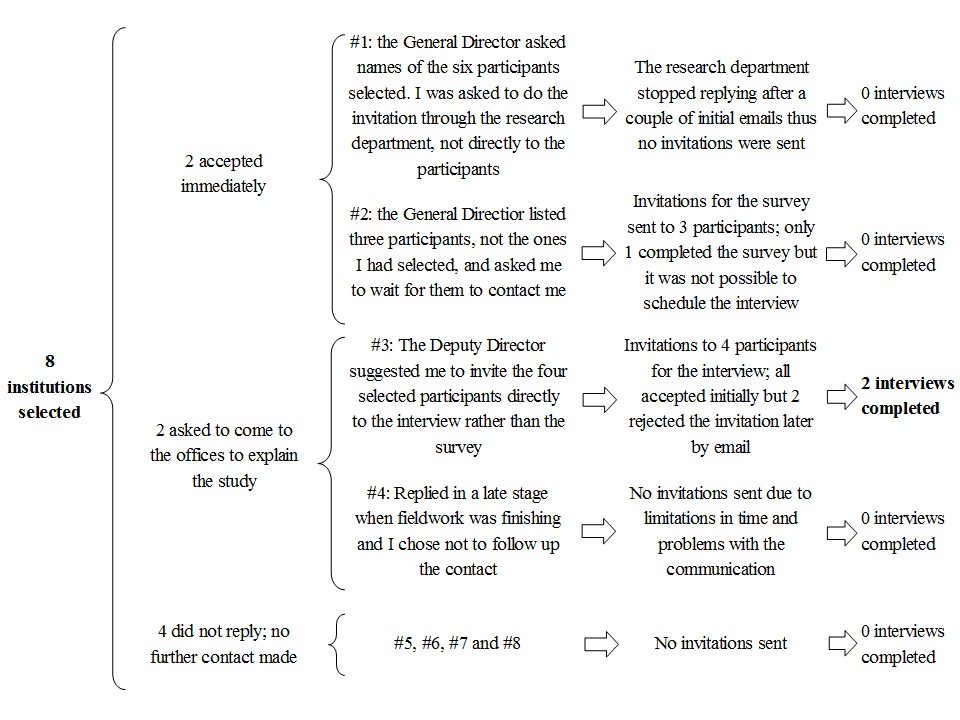 8
institutions
selected
2 accepted
immediately
#1: the General Director asked
names of the six participants
selected. I was asked to do the
invitation through the research
department, not directly to the
participants
The research department
stopped replying after a
couple of initial emails thus
no invitations were sent
0 interviews
completed
#2: the General Directior listed
three participants, not the ones
I had selected, and asked me
to wait for them to contact me
Invitations for the survey
sent to 3 participants; only
1 completed the survey but
it was not possible to
schedule the interview
0 interviews
completed
2 asked to come to
the offices to explain
the study
#3: The Deputy Director
suggested me to invite the four
selected participants directly
to the interview rather than the
survey
Invitations to 4 participants
for the interview; all
accepted initially but 2
rejected the invitation later
by email
2 interviews
completed
#4: Replied in a late stage
when fieldwork was finishing
and I chose not to follow up
the contact
No invitations sent due to
limitations in time and
problems with the
communication
0 interviews
completed
4 did not reply; no
further contact made
#5, #6, #7 and #8
No invitations sent
0 interviews
completed